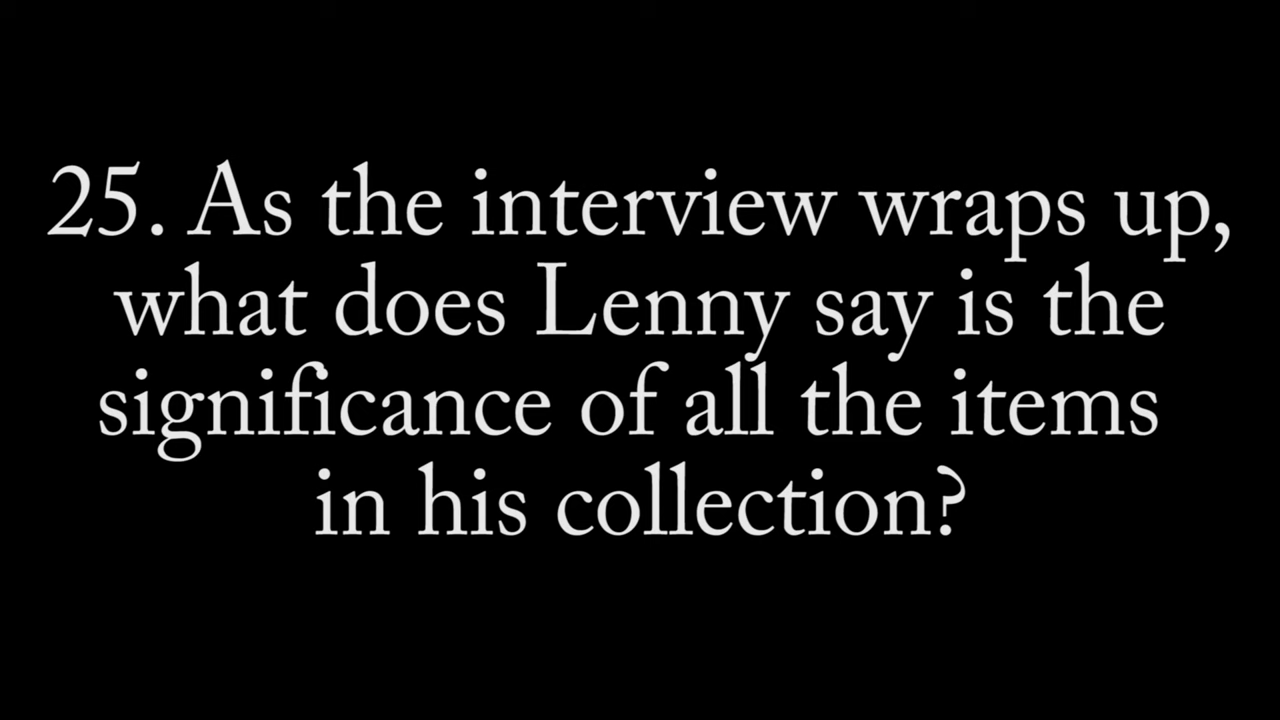 25. As the interview wraps up,
what does Lenny say is the
significance of all the items
in his collection?